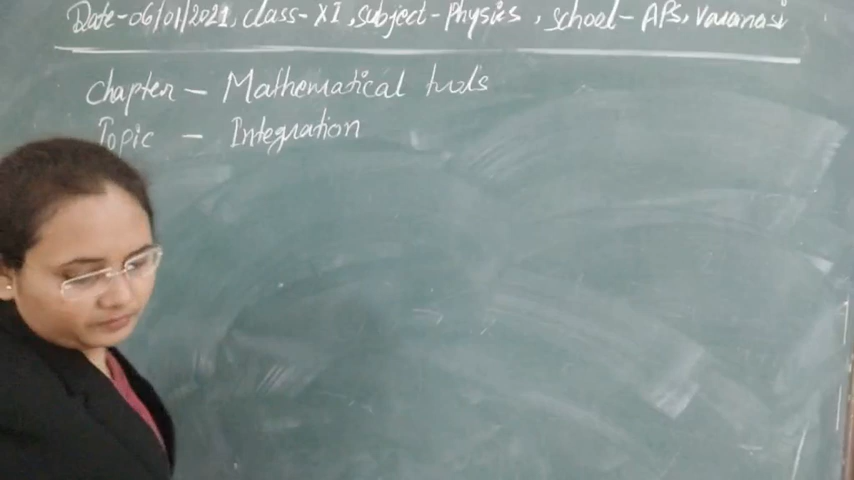 Date-06/01/2021, class-XI, subject-Physics, school-APS, Varanasi
Chapter - Mathematical tools
Topic - Integration